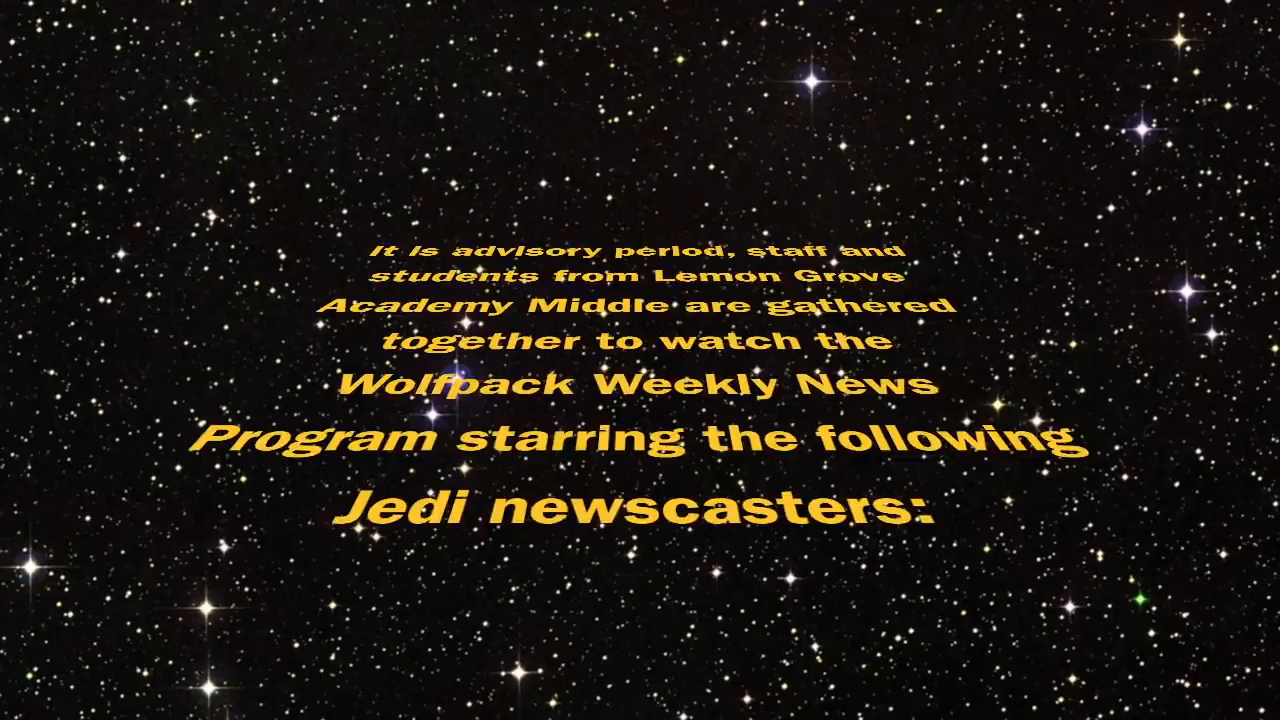 It is advisory period, staff and
students from Lemon Grove
Academy Middle are gathered
together to watch the
Wolfpack Weekly News
Program starring the following
Jedi newscasters: